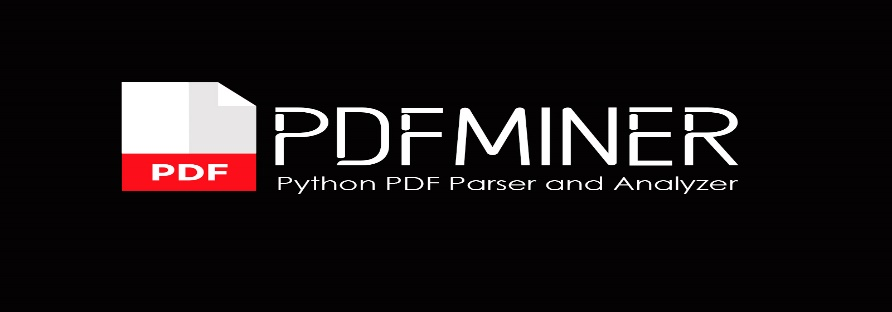 PDF
PDFMINER
Python PDF Parser and Analyzer